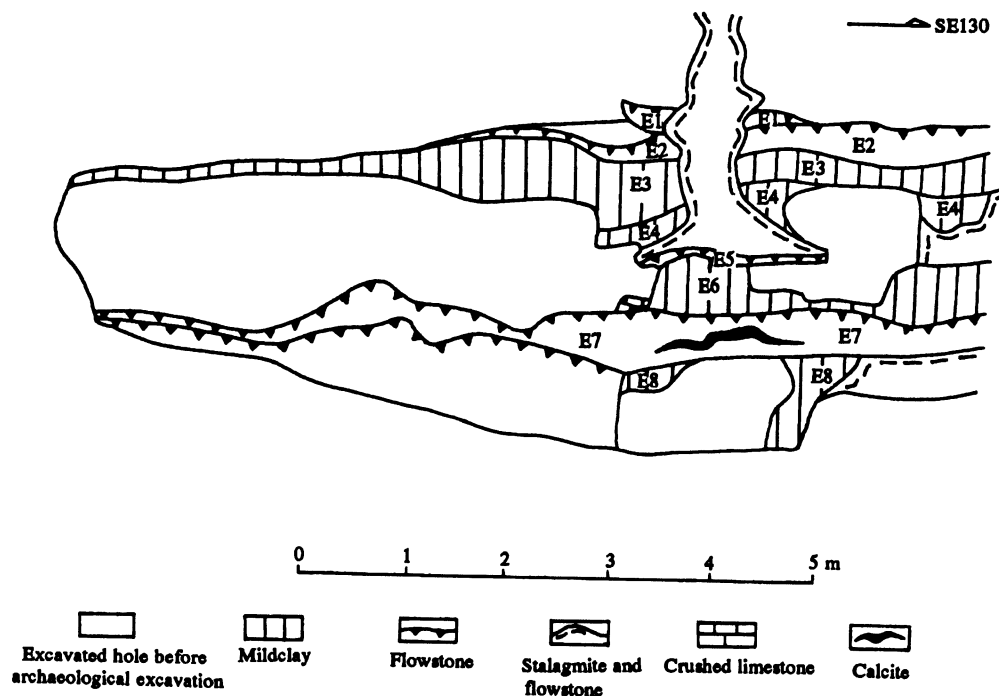 SE130
E1
E1
E2
E2
E3
E3
E4
E4
E4
E5
E6
E7
E7
E8
E8
0 1 2 3 4 5 m
Excavated hole before
archaeological excavation
Mildclay
Flowstone
Stalagmite and
flowstone
Crushed limestone
Calcite